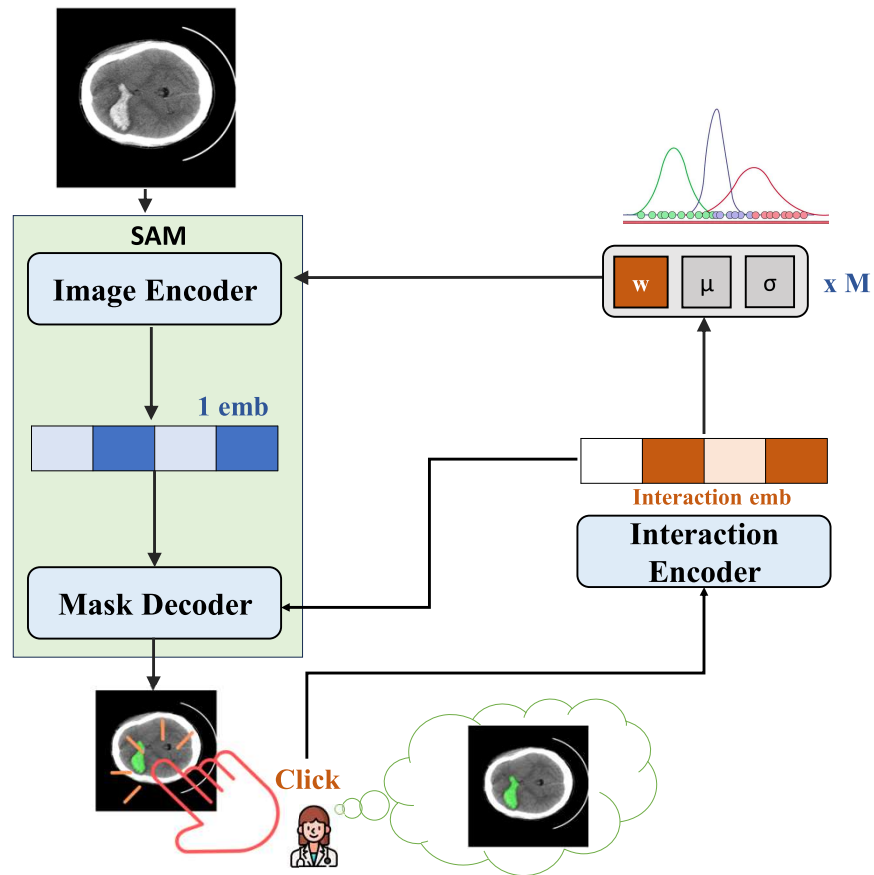 SAM
Image Encoder
w μ σ
x M
1 emb
Interaction emb
Interaction
Encoder
Mask Decoder
Click